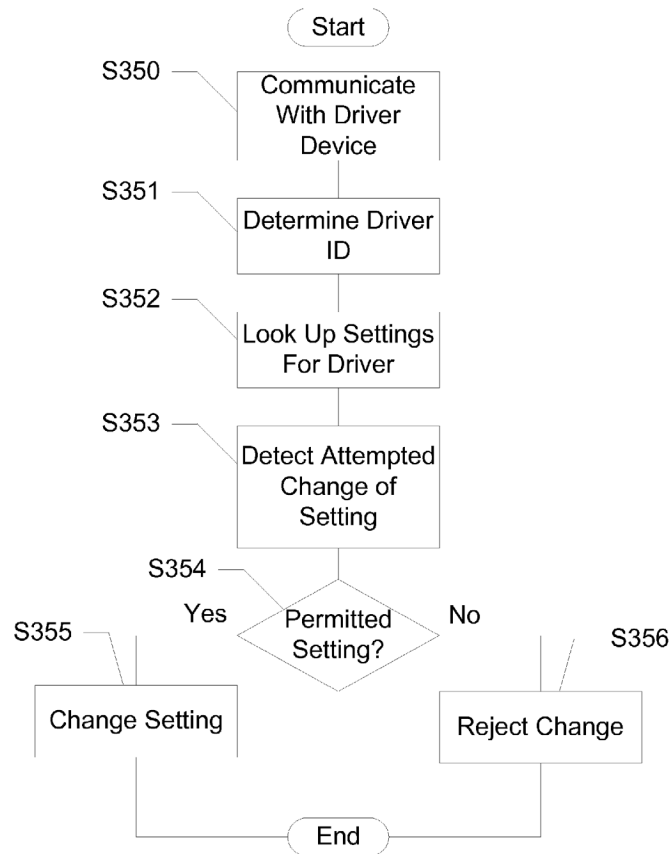 Start
S350
Communicate
With Driver
Device
S351
Determine Driver
ID
S352
Look Up Settings
For Driver
S353
Detect Attempted
Change of
Setting
S354
Yes
Permitted
Setting?
No
S355
Change Setting
S356
Reject Change
End